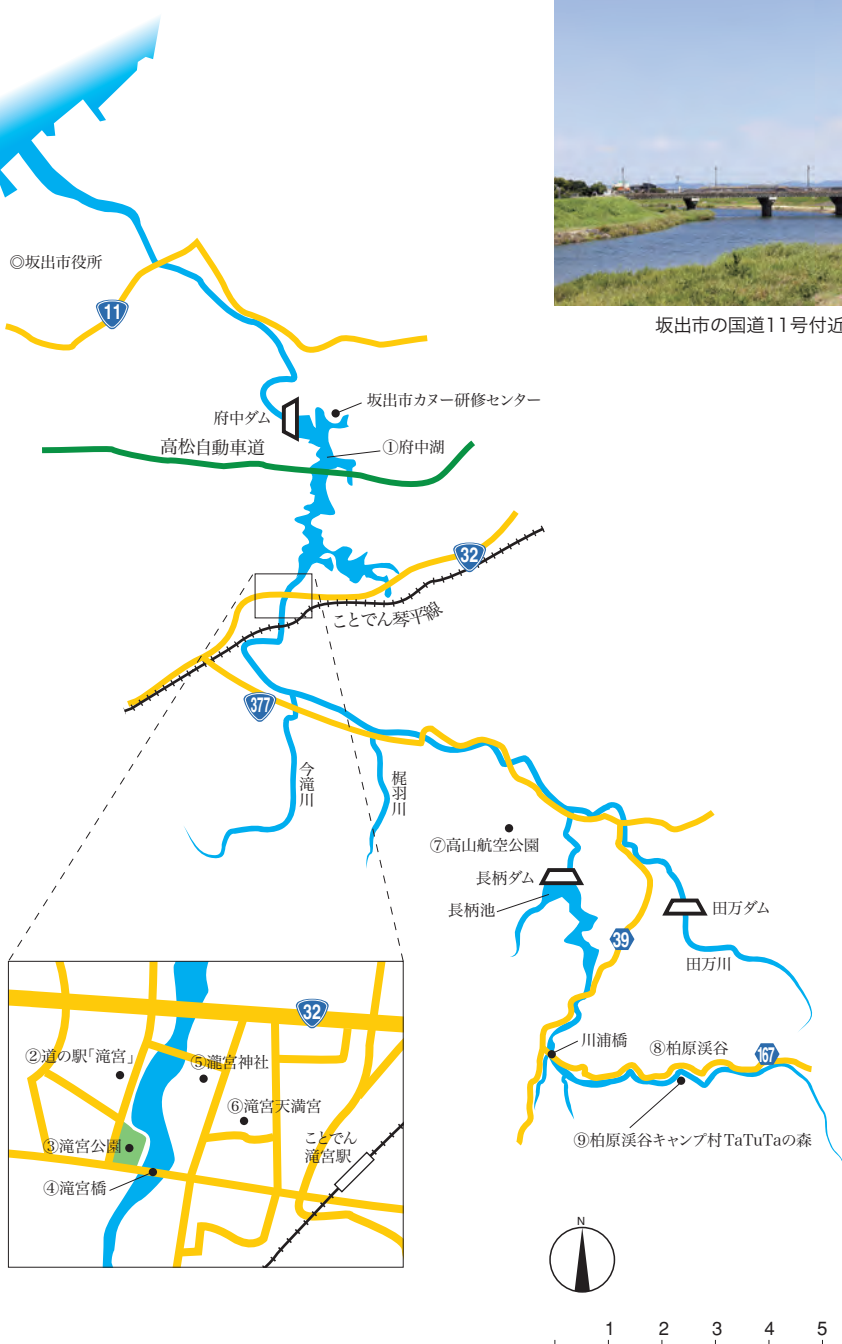 坂出市の国道11号付近
◎坂出市役所
11
坂出市カヌー研修センター
府中ダム
高松自動車道
①府中湖
32
ことでん琴平線
377
今滝川
梶羽川
⑦高山航空公園
長柄ダム
長柄池
田万ダム
39
田万川
川浦橋
⑧柏原渓谷
167
⑨柏原渓谷キャンプ村TaTuTaの森
32
②道の駅「滝宮」
⑤瀧宮神社
⑥滝宮天満宮
③滝宮公園
ことでん
滝宮駅
④滝宮橋
N
1 2 3 4 5